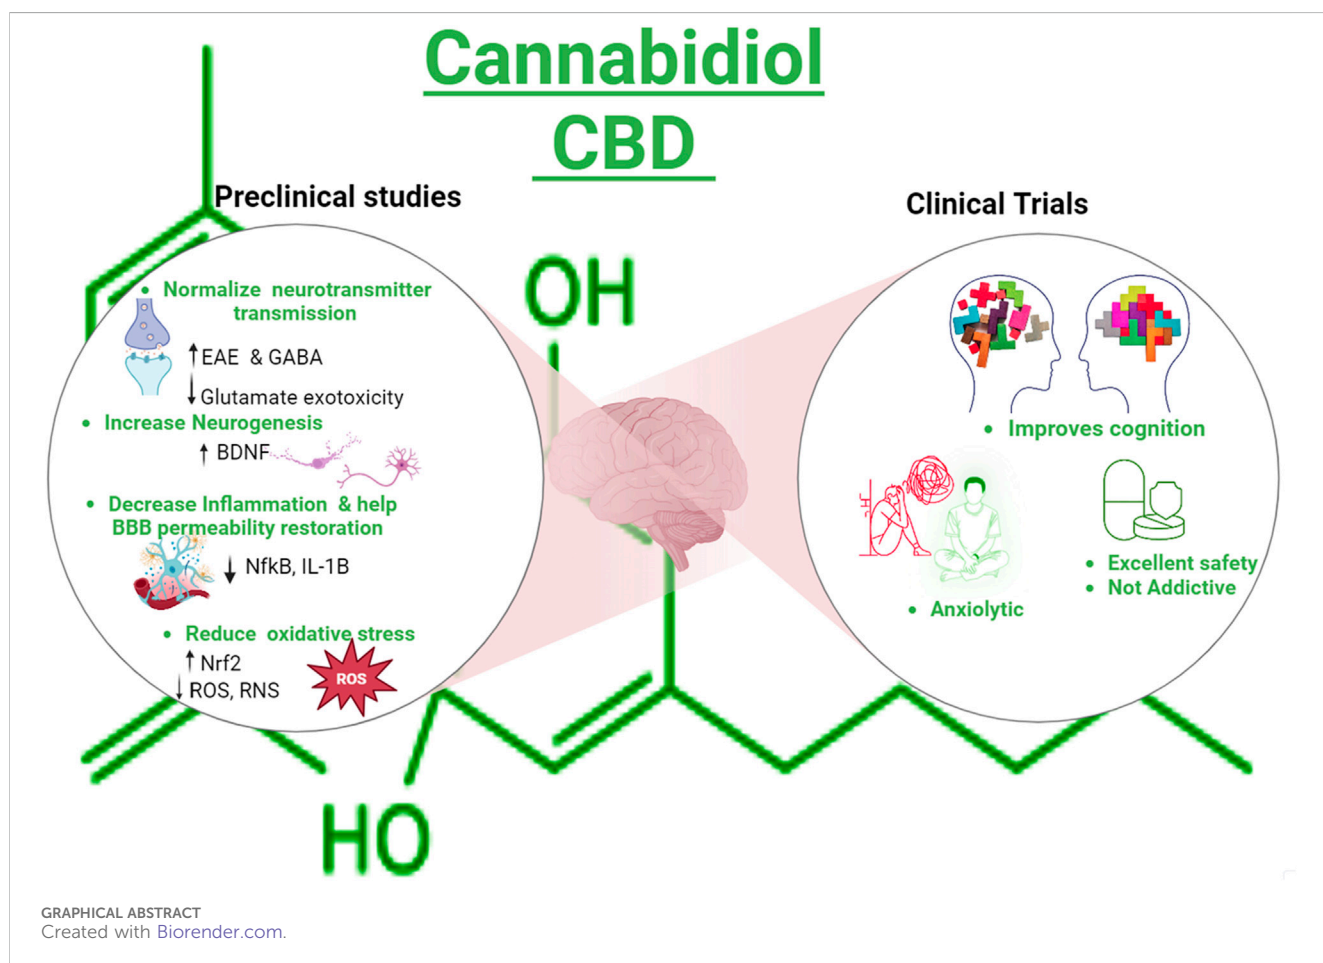 Cannabidiol
CBD
Preclinical studies
• Normalize neurotransmitter
transmission
↑EAE & GABA
↓Glutamate exotoxicity
• Increase Neurogenesis
↑ BDNF
• Decrease Inflammation & help
BBB permeability restoration
↓ NfkB, IL-1B
• Reduce oxidative stress
↑ Nrf2
↓ROS, RNS
ROS
Clinical Trials
• Improves cognition
• Anxiolytic
• Excellent safety
• Not Addictive
OH
HO
GRAPHICAL ABSTRACT
Created with Biorender.com.